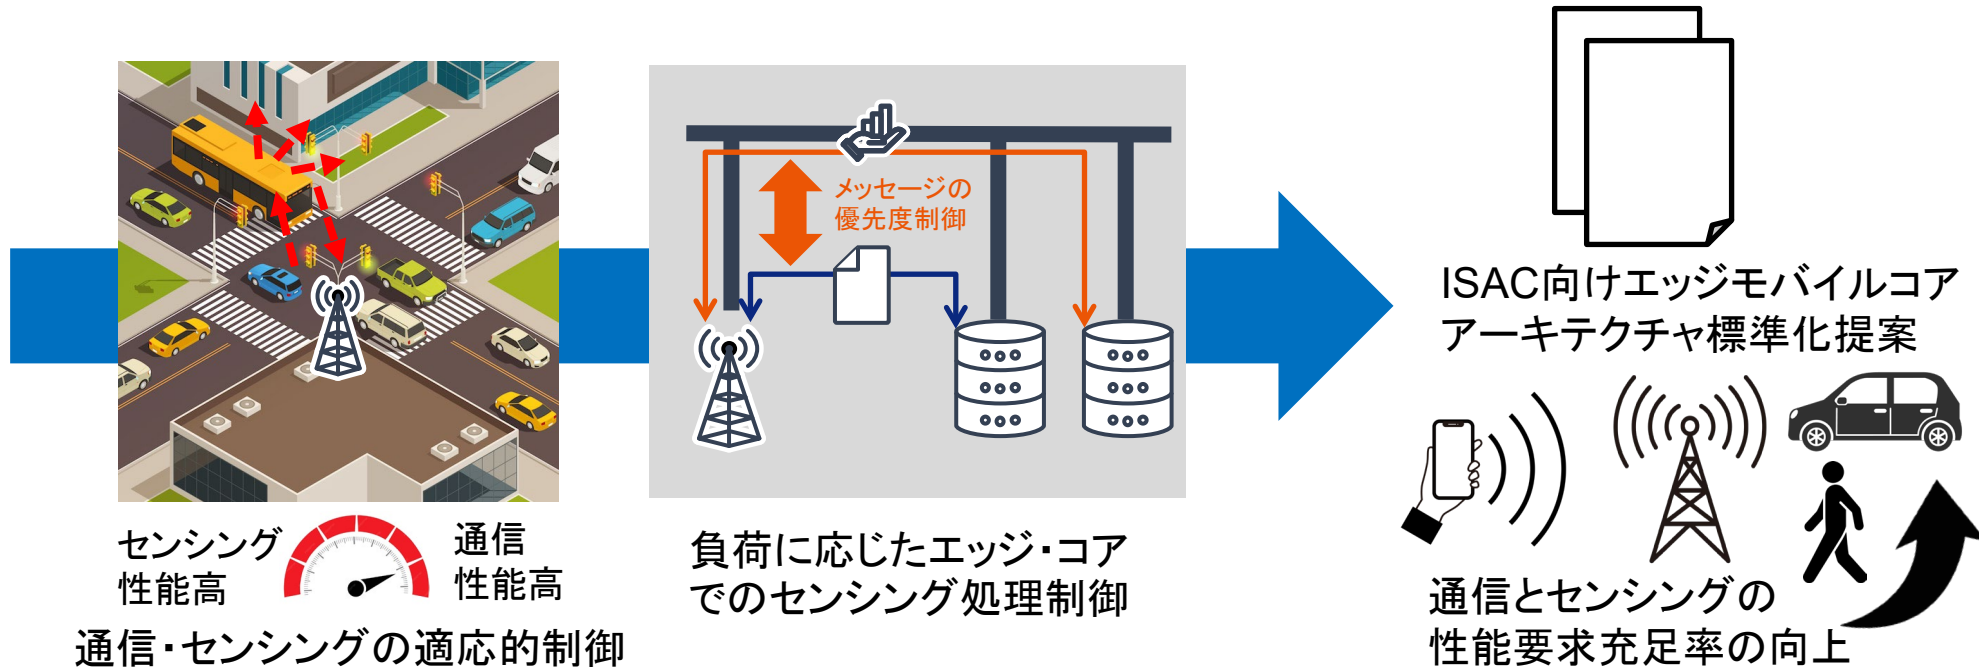 メッセージの
優先度制御
センシング
性能高
通信
性能高
通信・センシングの適応的制御
負荷に応じたエッジ・コア
でのセンシング処理制御
ISAC向けエッジモバイルコア
アーキテクチャ標準化提案
通信とセンシングの
性能要求充足率の向上